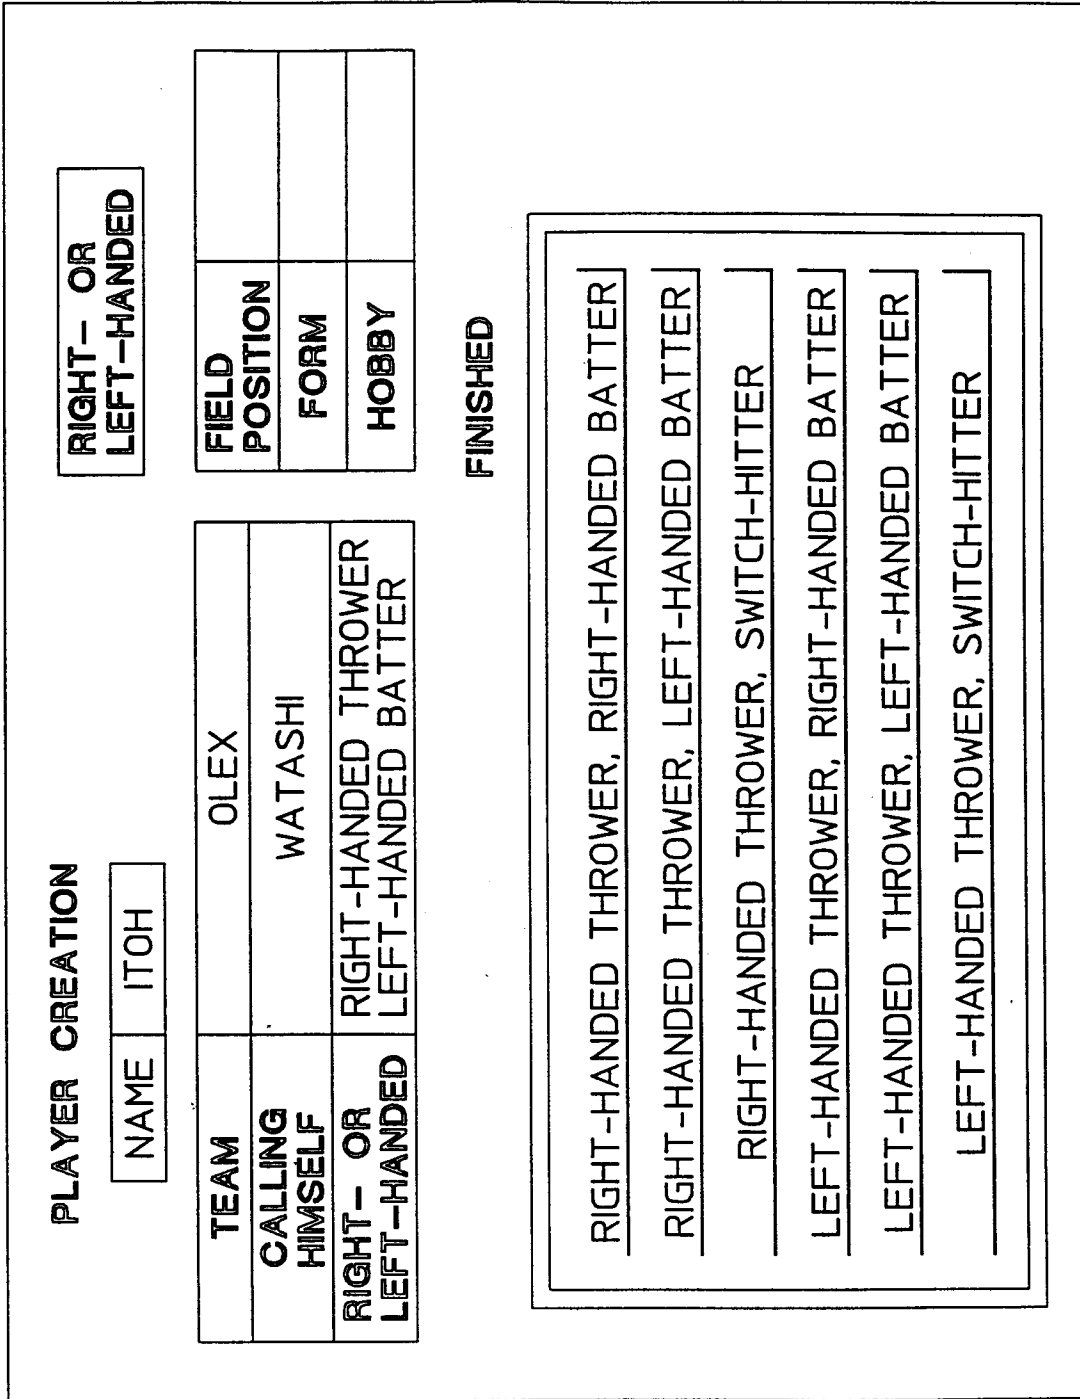 PLAYER CREATION
NAME ITOH
RIGHT- OR
LEFT-HANDED
TEAM OLEX
CALLING
HIMSELF
WATASHI
RIGHT- OR
LEFT-HANDED
RIGHT-HANDED THROWER
LEFT-HANDED BATTER
FIELD
POSITION
FORM
HOBBY
FINISHED
RIGHT-HANDED THROWER, RIGHT-HANDED BATTER
RIGHT-HANDED THROWER, LEFT-HANDED BATTER
RIGHT-HANDED THROWER, SWITCH-HITTER
LEFT-HANDED THROWER, RIGHT-HANDED BATTER
LEFT-HANDED THROWER, LEFT-HANDED BATTER
LEFT-HANDED THROWER, SWITCH-HITTER